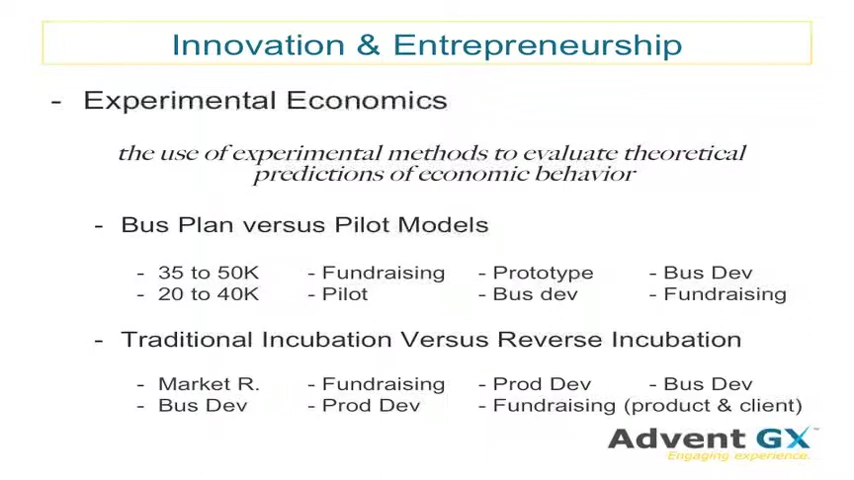 Innovation & Entrepreneurship
- Experimental Economics
the use of experimental methods to evaluate theoretical
predictions of economic behavior
- Bus Plan versus Pilot Models
- 35 to 50K - Fundraising - Prototype - Bus Dev
- 20 to 40K - Pilot - Bus dev - Fundraising
- Traditional Incubation Versus Reverse Incubation
- Market R. - Fundraising - Prod Dev - Bus Dev
- Bus Dev - Prod Dev - Fundraising (product & client)
Advent GX™
Engaging experience.